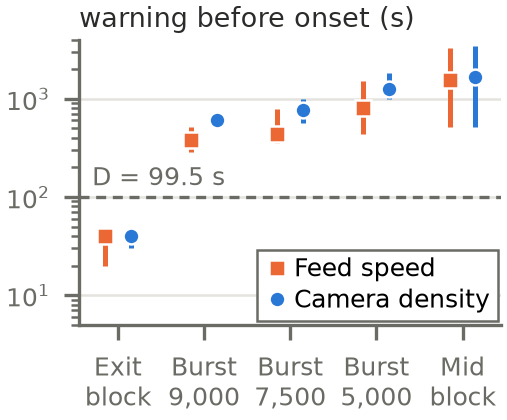 warning before onset (s)
10³
D = 99.5 s
10²
Feed speed
10¹
Camera density
Exit Burst Burst Burst Mid
block 9,000 7,500 5,000 block